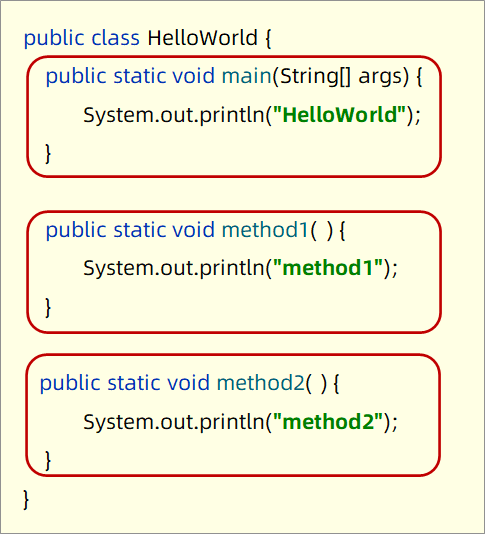 public class HelloWorld {
public static void main(String[] args) {
System.out.println("HelloWorld");
}
public static void method1( ) {
System.out.println("method1");
}
public static void method2( ) {
System.out.println("method2");
}
}